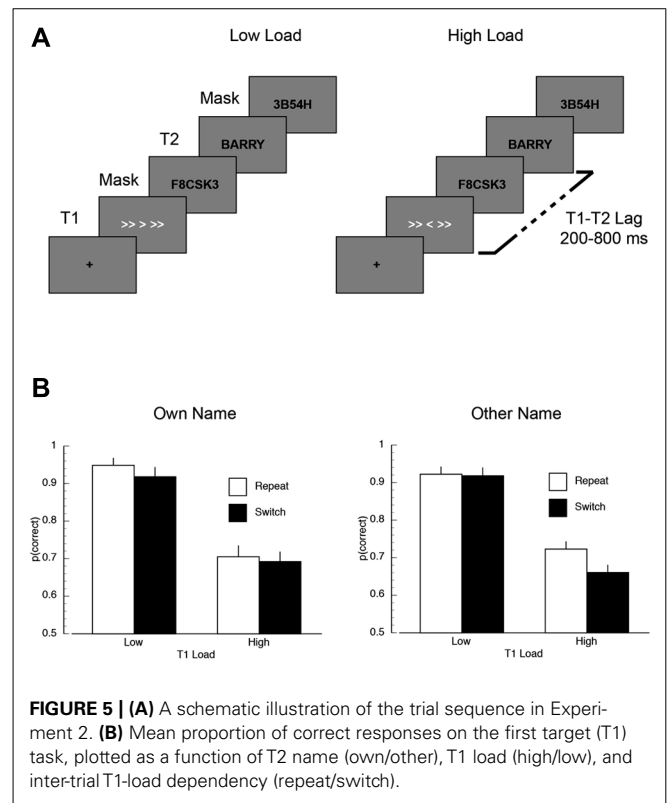 A
Low Load
High Load
Mask
3B54H
T2
BARRY
Mask
F8CSK3
T1
>> > >>
+
3B54H
BARRY
F8CSK3
>> < >>
+
T1-T2 Lag
200-800 ms
B
Own Name
Other Name
1
0.9
0.8
0.7
0.6
0.5
p(correct)
Repeat
Switch
Low
High
T1 Load
1
0.9
0.8
0.7
0.6
0.5
p(correct)
Repeat
Switch
Low
High
T1 Load
FIGURE 5 | (A) A schematic illustration of the trial sequence in Experi-
ment 2. (B) Mean proportion of correct responses on the first target (T1)
task, plotted as a function of T2 name (own/other), T1 load (high/low), and
inter-trial T1-load dependency (repeat/switch).